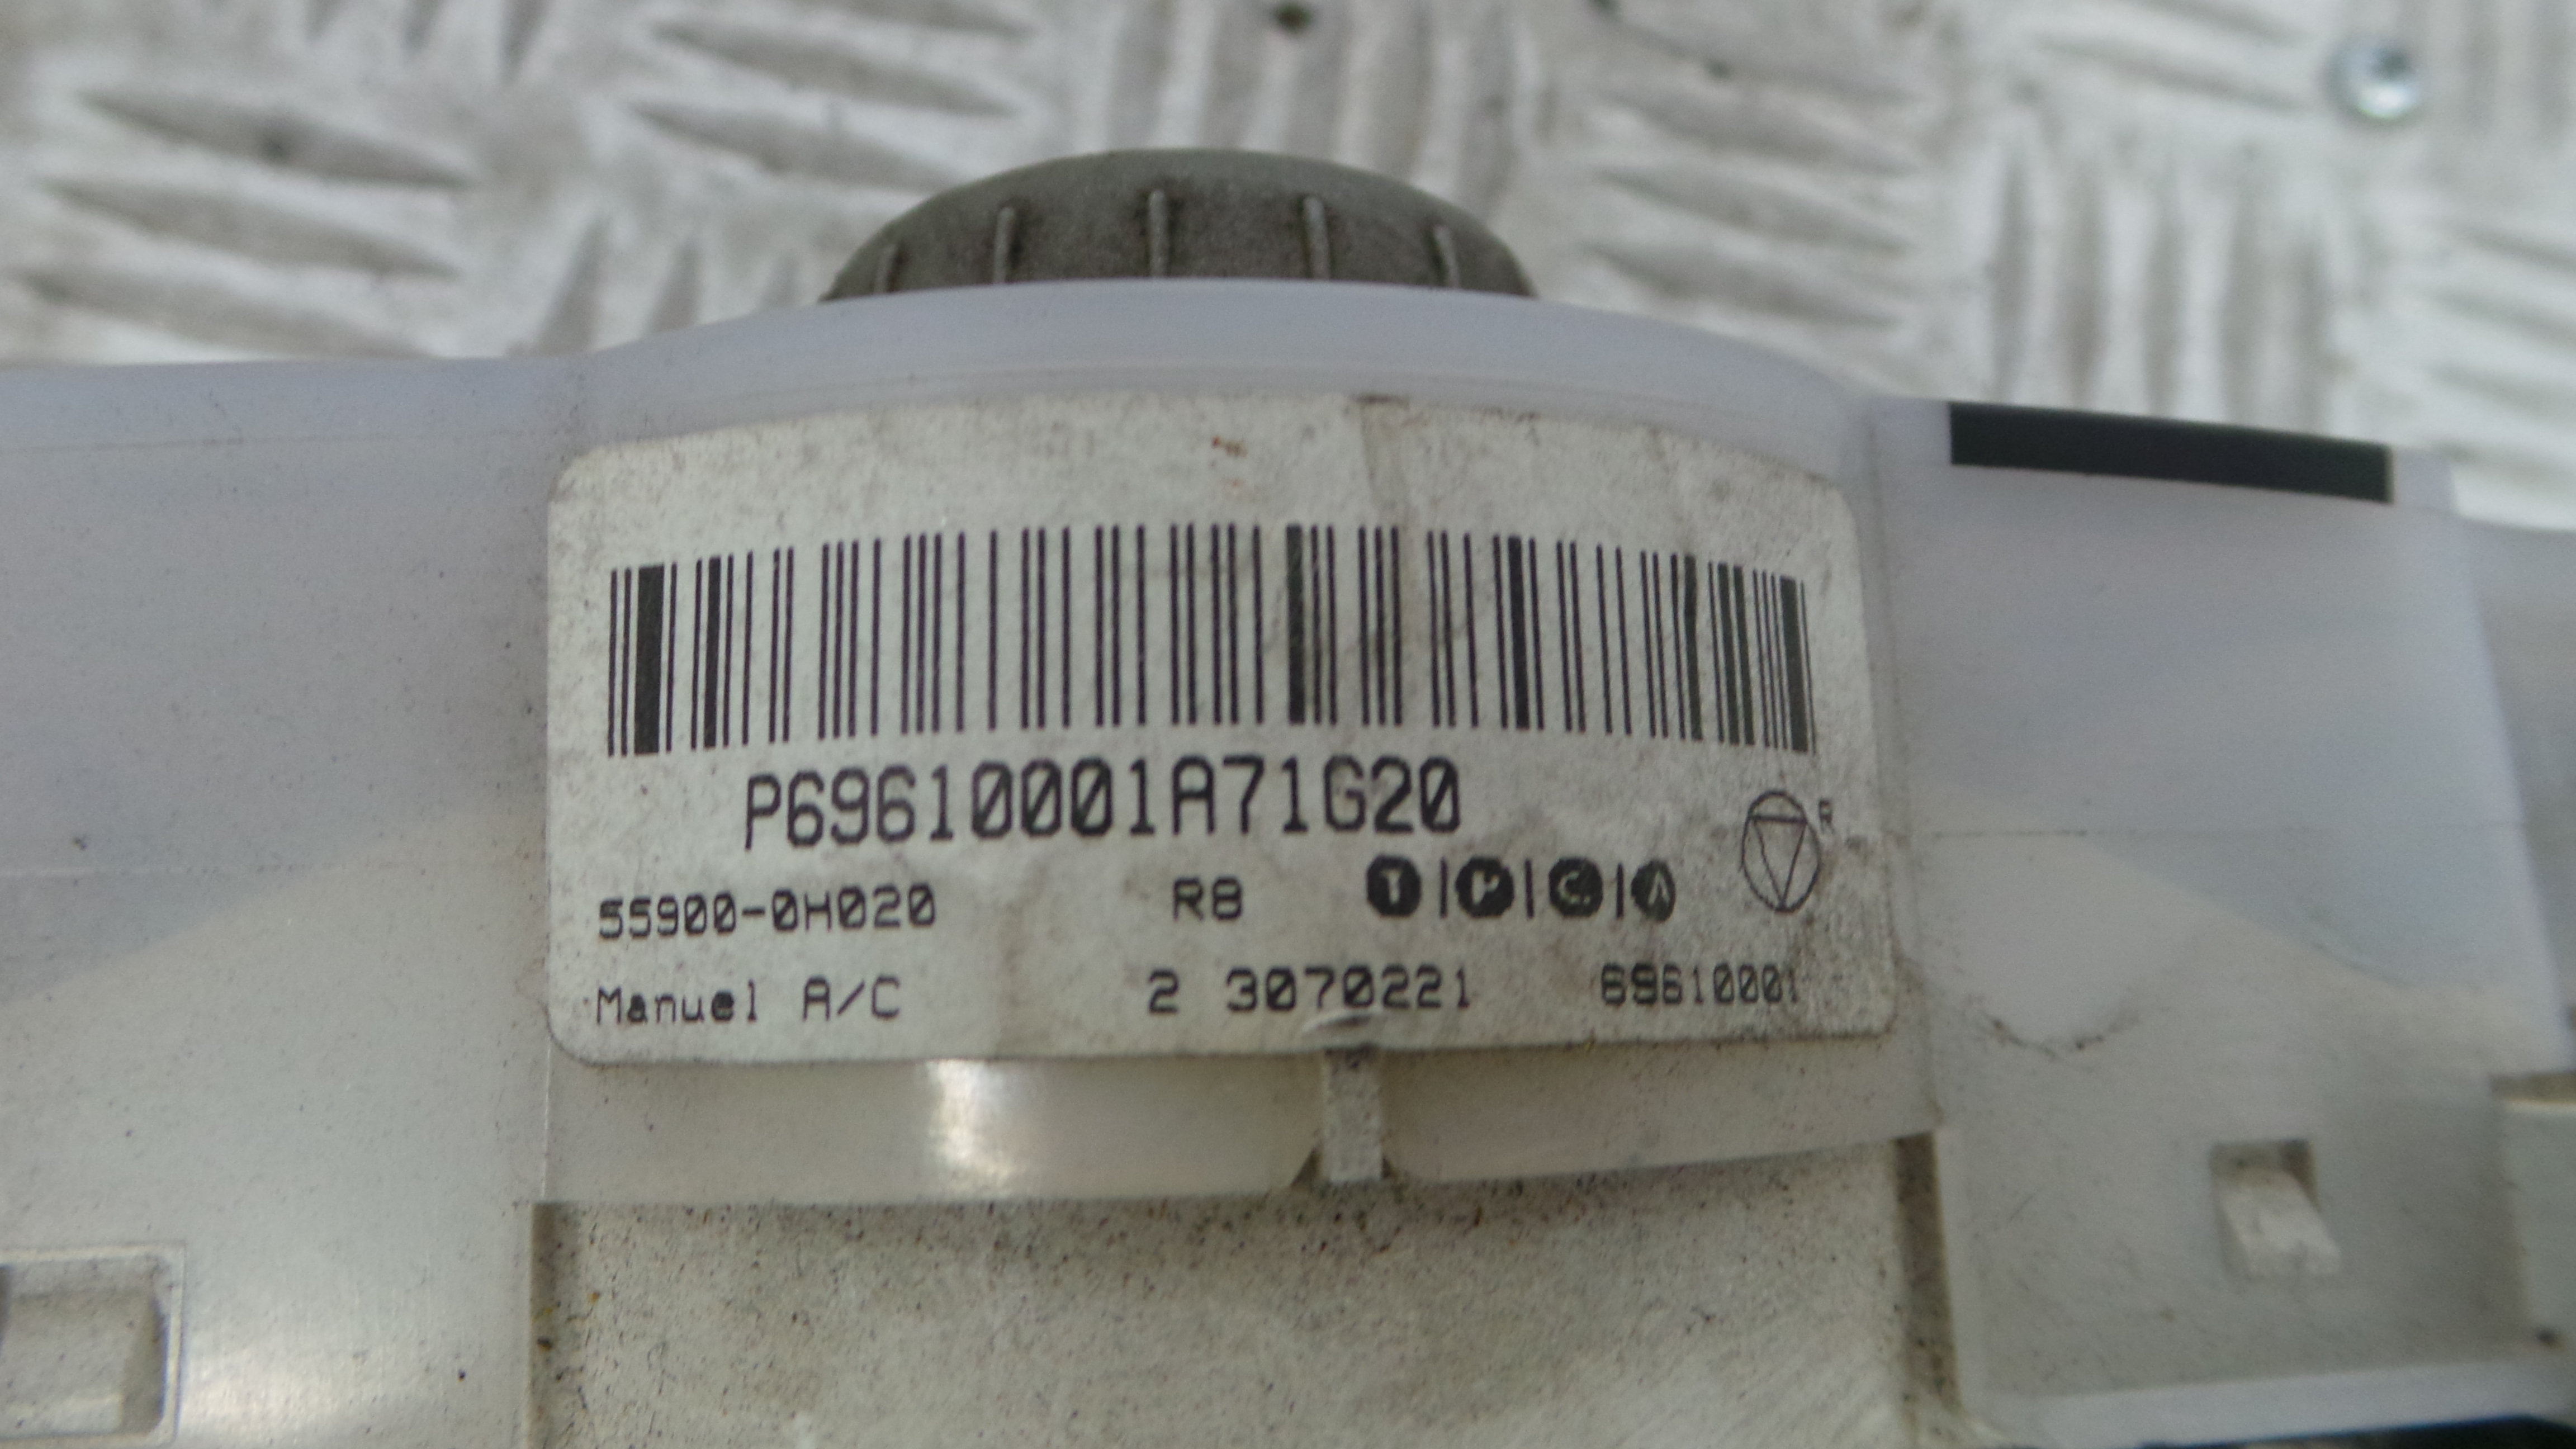 P69610001A71G20
R
55900-0H020 R8 T|P|C|A
Manuel A/C 2 3070221 69610001